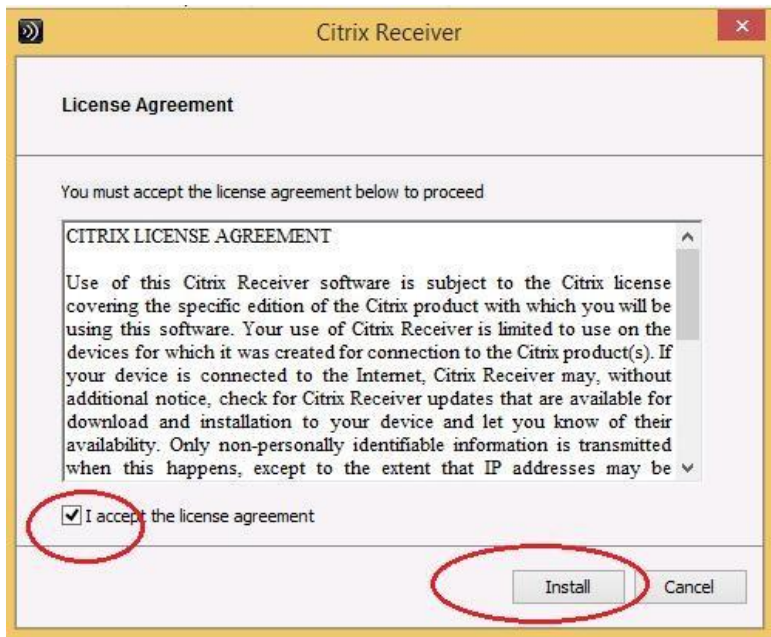 Citrix Receiver
License Agreement
You must accept the license agreement below to proceed
CITRIX LICENSE AGREEMENT
Use of this Citrix Receiver software is subject to the Citrix license
covering the specific edition of the Citrix product with which you will be
using this software. Your use of Citrix Receiver is limited to use on the
devices for which it was created for connection to the Citrix product(s). If
your device is connected to the Internet, Citrix Receiver may, without
additional notice, check for Citrix Receiver updates that are available for
download and installation to your device and let you know of their
availability. Only non-personally identifiable information is transmitted
when this happens, except to the extent that IP addresses may be
I accept the license agreement
Install Cancel